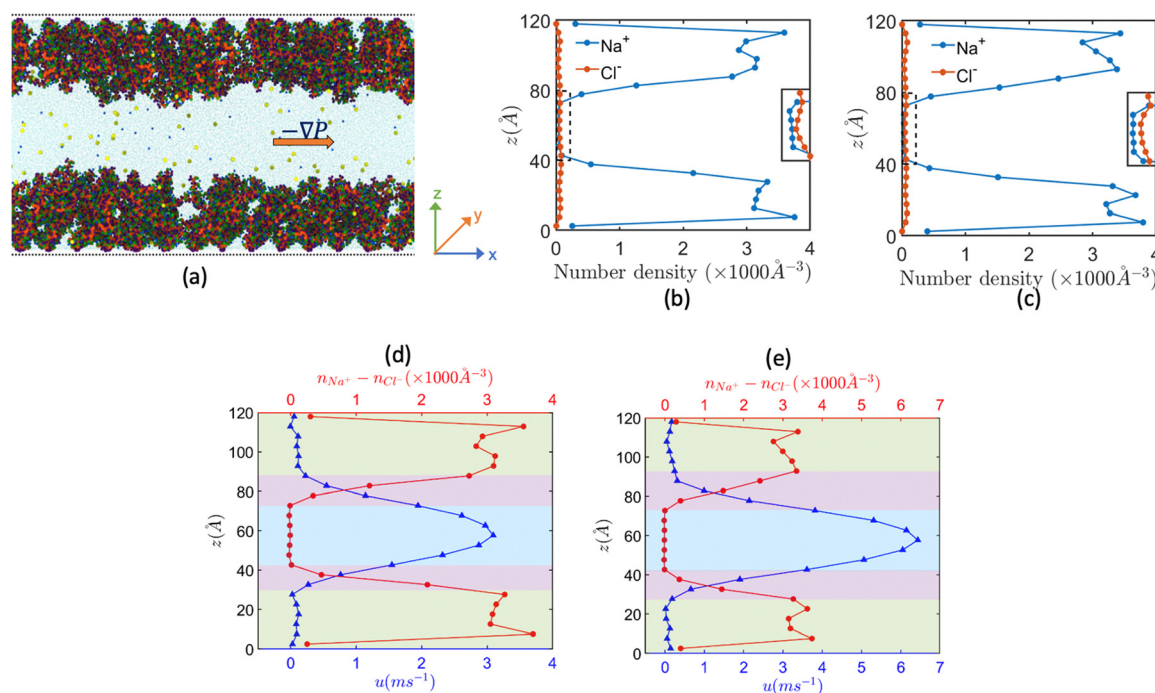 −∇P
z
y
x
(a)
120
80
40
0
z(Å)
Na+
Cl-
0 1 2 3 4
Number density (×1000Å−3)
(b)
120
80
40
0
z(Å)
Na+
Cl-
0 1 2 3 4
Number density (×1000Å−3)
(c)
(d)
nNa+ − nCl- (×1000Å−3)
0 1 2 3 4
120
100
80
60
40
20
0
z(Å)
0 1 2 3 4
u(ms−1)
(e)
nNa+ − nCl- (×1000Å−3)
0 1 2 3 4 5 6 7
120
100
80
60
40
20
0
z(Å)
0 1 2 3 4 5 6 7
u(ms−1)